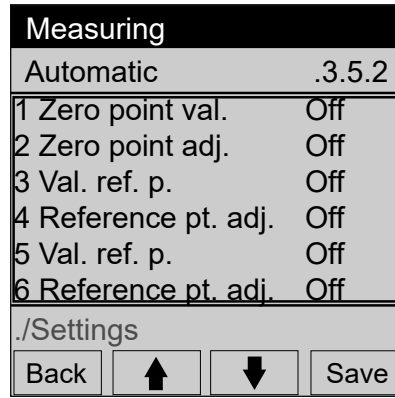 Measuring
Automatic .3.5.2
1 Zero point val. Off
2 Zero point adj. Off
3 Val. ref. p. Off
4 Reference pt. adj. Off
5 Val. ref. p. Off
6 Reference pt. adj. Off
./Settings
Back Save